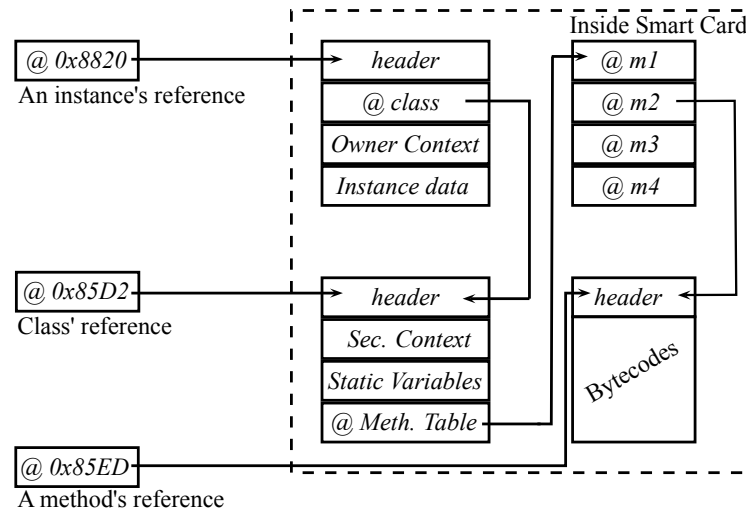 Inside Smart Card
@ 0x8820
An instance's reference
header
@ class
Owner Context
Instance data
@ m1
@ m2
@ m3
@ m4
@ 0x85D2
Class' reference
header
Sec. Context
Static Variables
@ Meth. Table
header
Bytecodes
@ 0x85ED
A method's reference